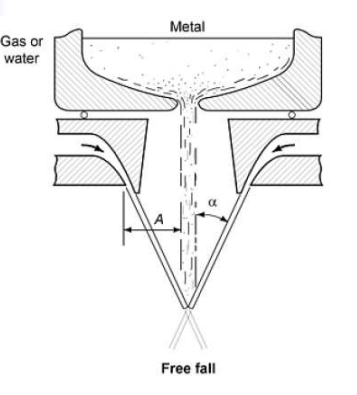 Metal
Gas or
water
A
α
Free fall